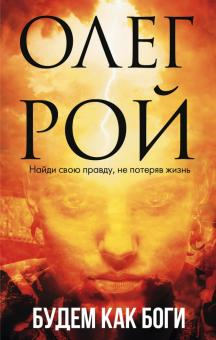 ОЛЕГ
РОЙ
Найди свою правду, не потеряв жизнь
БУДЕМ КАК БОГИ